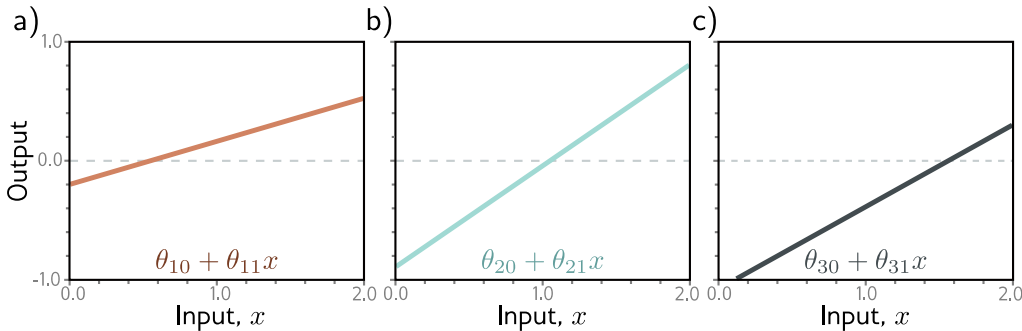 a)
b)
c)
1.0
0.0
-1.0
Output
θ₁₀ + θ₁₁x
θ₂₀ + θ₂₁x
θ₃₀ + θ₃₁x
0.0 1.0 2.0
0.0 1.0 2.0
0.0 1.0 2.0
Input, x
Input, x
Input, x